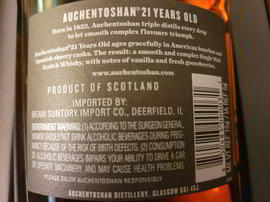 AUCHENTOSHAN® 21 YEARS OLD
Born in 1823, Auchentoshan triple distils every drop
to let smooth complex flavours triumph.
Auchentoshan® 21 Years Old ages gracefully in American bourbon and
Spanish sherry casks. The result: a smooth and complex Single Malt
Scotch Whisky, with notes of vanilla and fresh gooseberries.
www.auchentoshan.com
PRODUCT OF SCOTLAND
IMPORTED BY:
BEAM SUNTORY IMPORT CO., DEERFIELD, IL
GOVERNMENT WARNING: (1) ACCORDING TO THE SURGEON GENERAL,
WOMEN SHOULD NOT DRINK ALCOHOLIC BEVERAGES DURING PREG-
NANCY BECAUSE OF THE RISK OF BIRTH DEFECTS. (2) CONSUMPTION
OF ALCOHOLIC BEVERAGES IMPAIRS YOUR ABILITY TO DRIVE A CAR
OR OPERATE MACHINERY, AND MAY CAUSE HEALTH PROBLEMS.
PLEASE ENJOY AUCHENTOSHAN RESPONSIBLY
AUCHENTOSHAN DISTILLERY, GLASGOW G81 4SJ.